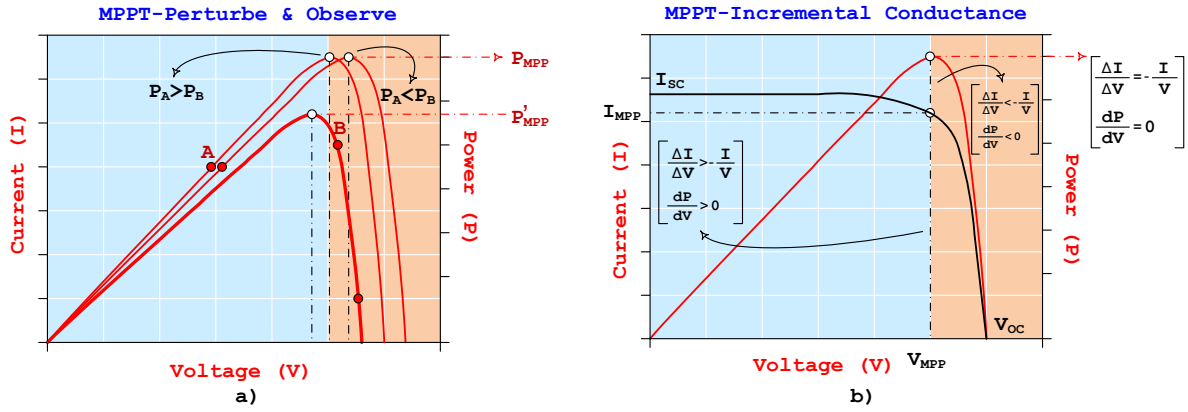 MPPT-Perturbe & Observe
P_A>P_B
P_A<P_B
P_MPP
P'_MPP
A
B
Current (I)
Power (P)
Voltage (V)
a)
MPPT-Incremental Conductance
I_SC
I_MPP
ΔI/ΔV>-I/V
dP/dV>0
ΔI/ΔV<-I/V
dP/dV<0
ΔI/ΔV=-I/V
dP/dV=0
Current (I)
Power (P)
V_OC
Voltage (V)
V_MPP
b)